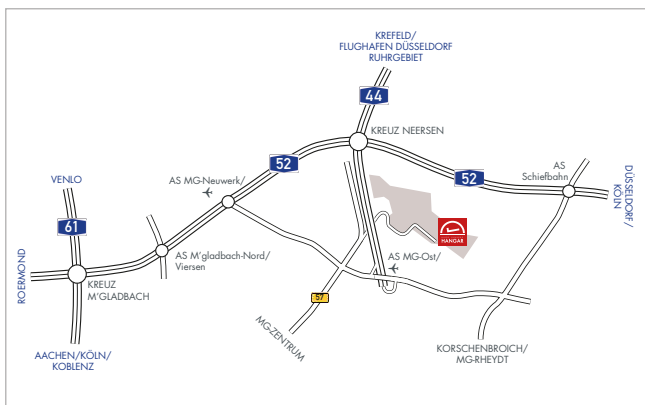 KREFELD/
FLUGHAFEN DÜSSELDORF
RUHRGEBIET
44
KREUZ NEERSEN
52
AS MG-Neuwerk/
52
AS
Schiefbahn
DÜSSELDORF/
KÖLN
VENLO
61
HANGAR
ROERMOND
AS M'gladbach-Nord/
Viersen
AS MG-Ost/
KREUZ
M'GLADBACH
57
MG-ZENTRUM
AACHEN/KÖLN/
KOBLENZ
KORSCHENBROICH/
MG-RHEYDT